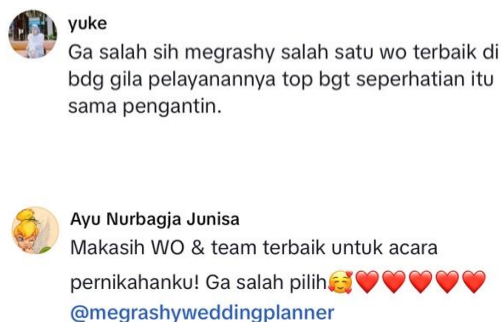 yuke
Ga salah sih megrashy salah satu wo terbaik di
bdg gila pelayanannya top bgt seperhatian itu
sama pengantin.
Ayu Nurbagja Junisa
Makasih WO & team terbaik untuk acara
pernikahanku! Ga salah pilih🥰❤️❤️❤️❤️❤️
@megrashyweddingplanner